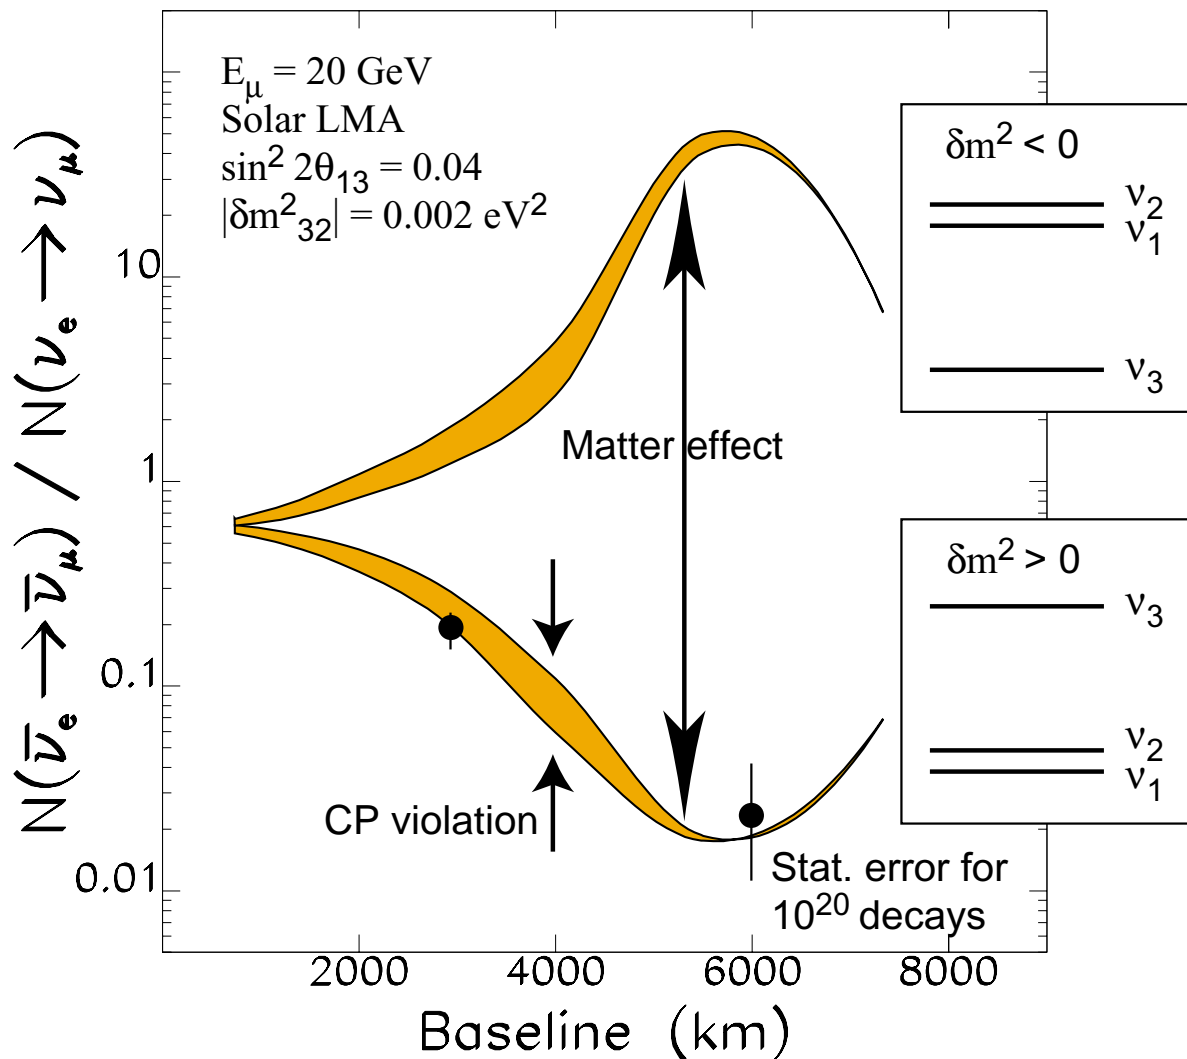 E_μ = 20 GeV
Solar LMA
sin² 2θ₁₃ = 0.04
|δm²₃₂| = 0.002 eV²
N(ν̄_e → ν̄_μ) / N(ν_e → ν_μ)
10
1
0.1
0.01
Matter effect
CP violation
Stat. error for
10²⁰ decays
δm² < 0
ν₂
ν₁
ν₃
δm² > 0
ν₃
ν₂
ν₁
2000 4000 6000 8000
Baseline (km)